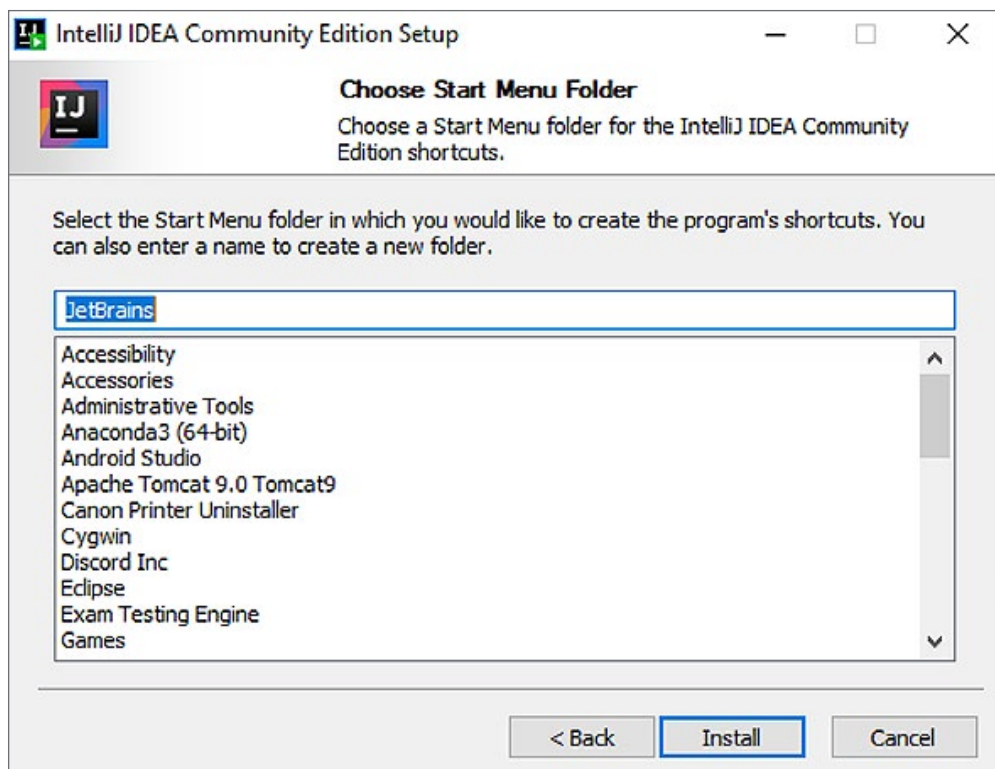 IntelliJ IDEA Community Edition Setup
IJ
Choose Start Menu Folder
Choose a Start Menu folder for the IntelliJ IDEA Community
Edition shortcuts.
Select the Start Menu folder in which you would like to create the program's shortcuts. You
can also enter a name to create a new folder.
JetBrains
Accessibility
Accessories
Administrative Tools
Anaconda3 (64-bit)
Android Studio
Apache Tomcat 9.0 Tomcat9
Canon Printer Uninstaller
Cygwin
Discord Inc
Eclipse
Exam Testing Engine
Games
< Back Install Cancel